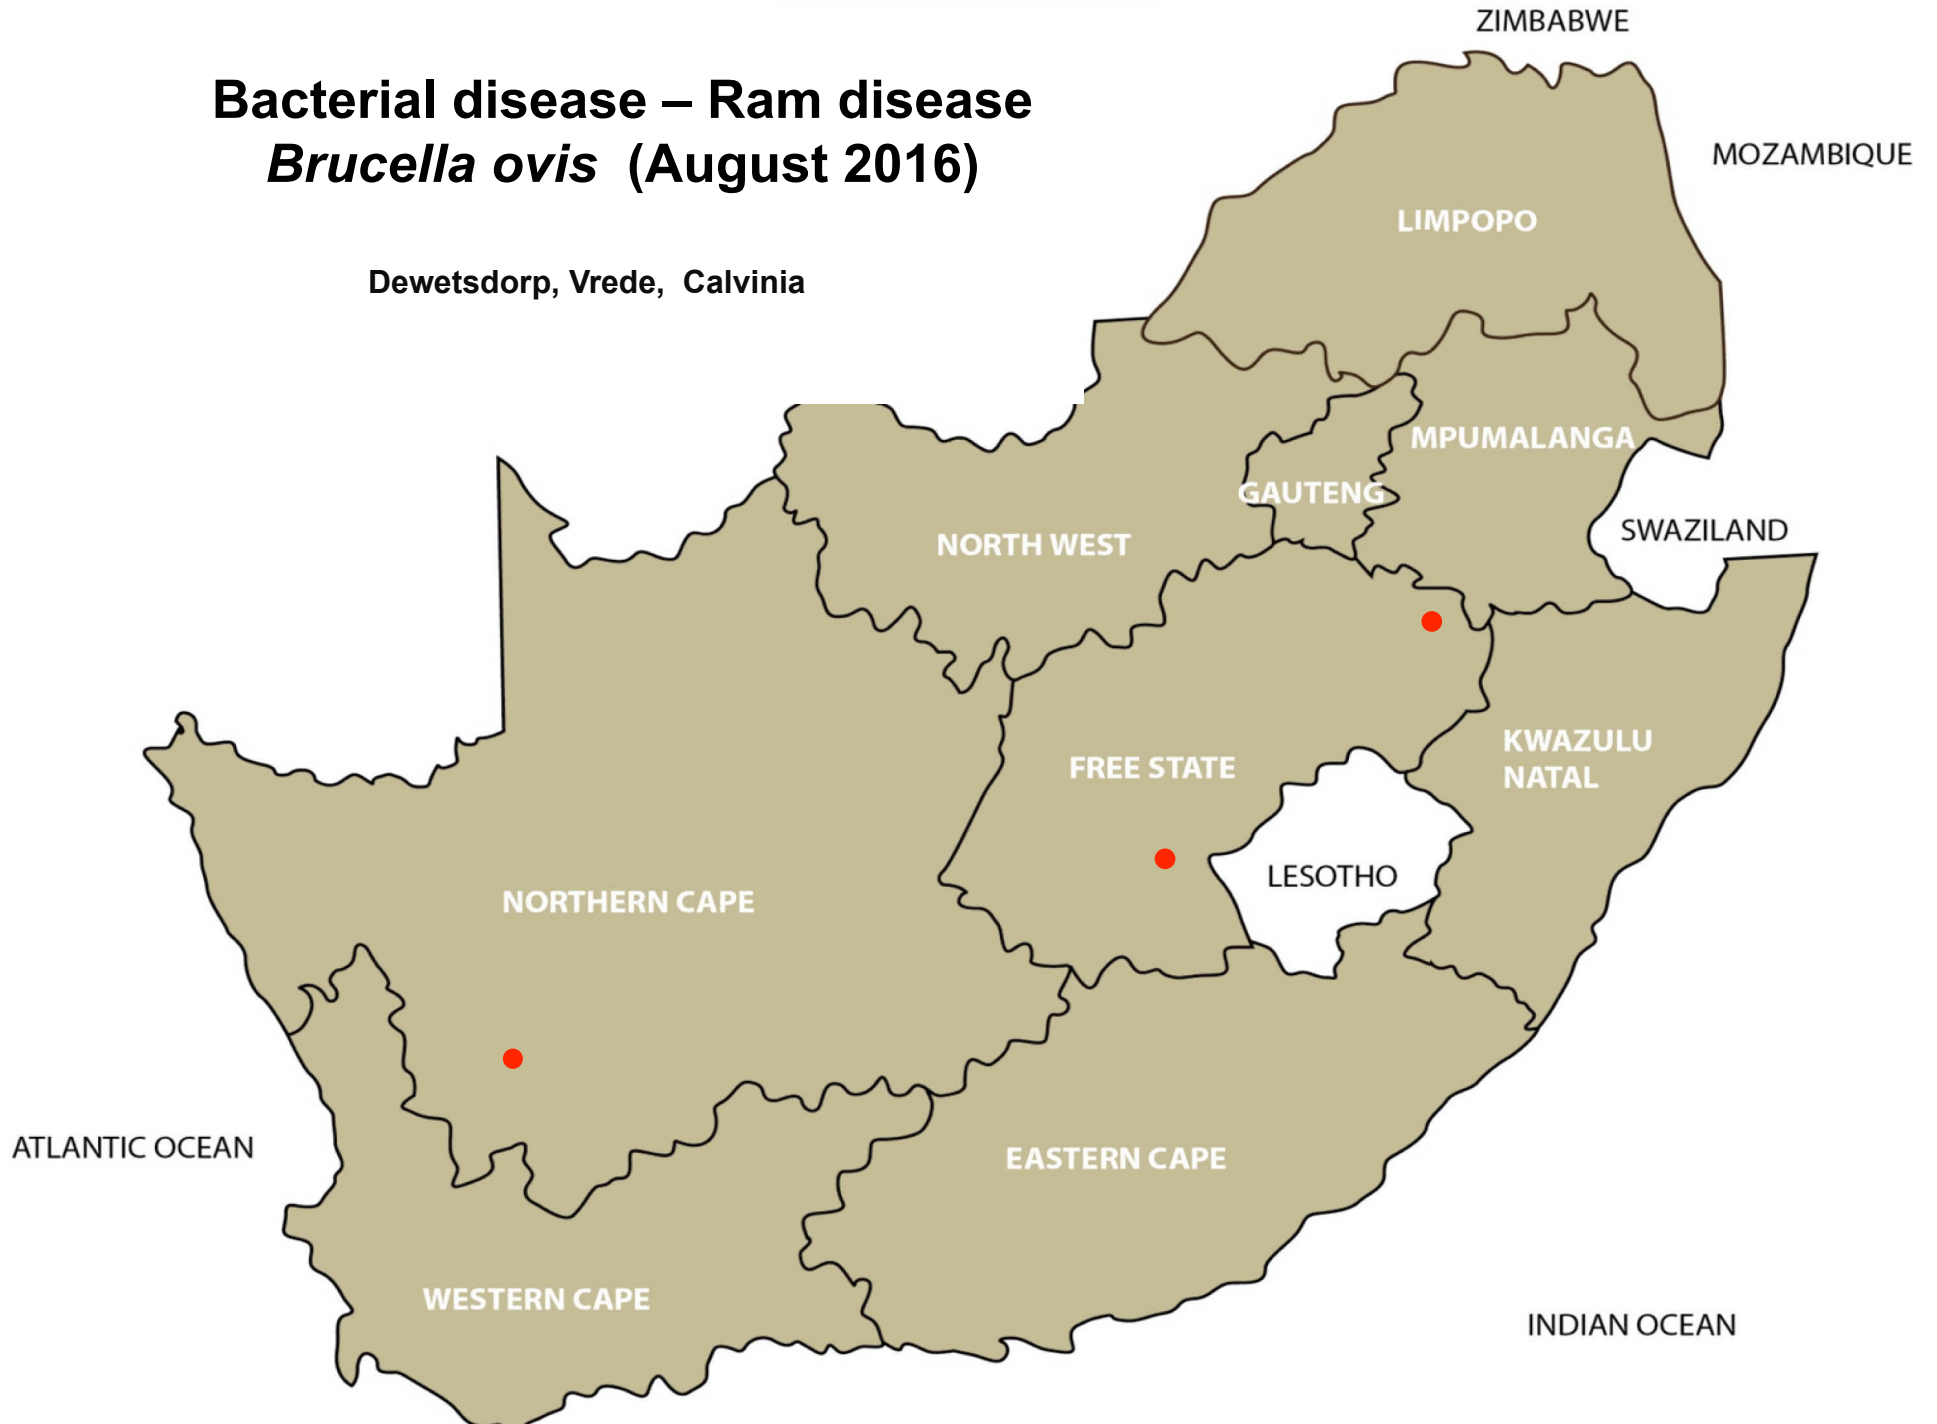 ZIMBABWE
Bacterial disease – Ram disease
Brucella ovis (August 2016)
MOZAMBIQUE
LIMPOPO
Dewetsdorp, Vrede, Calvinia
MPUMALANGA
GAUTENG
SWAZILAND
NORTH WEST
KWAZULU
NATAL
FREE STATE
LESOTHO
NORTHERN CAPE
ATLANTIC OCEAN
EASTERN CAPE
WESTERN CAPE
INDIAN OCEAN